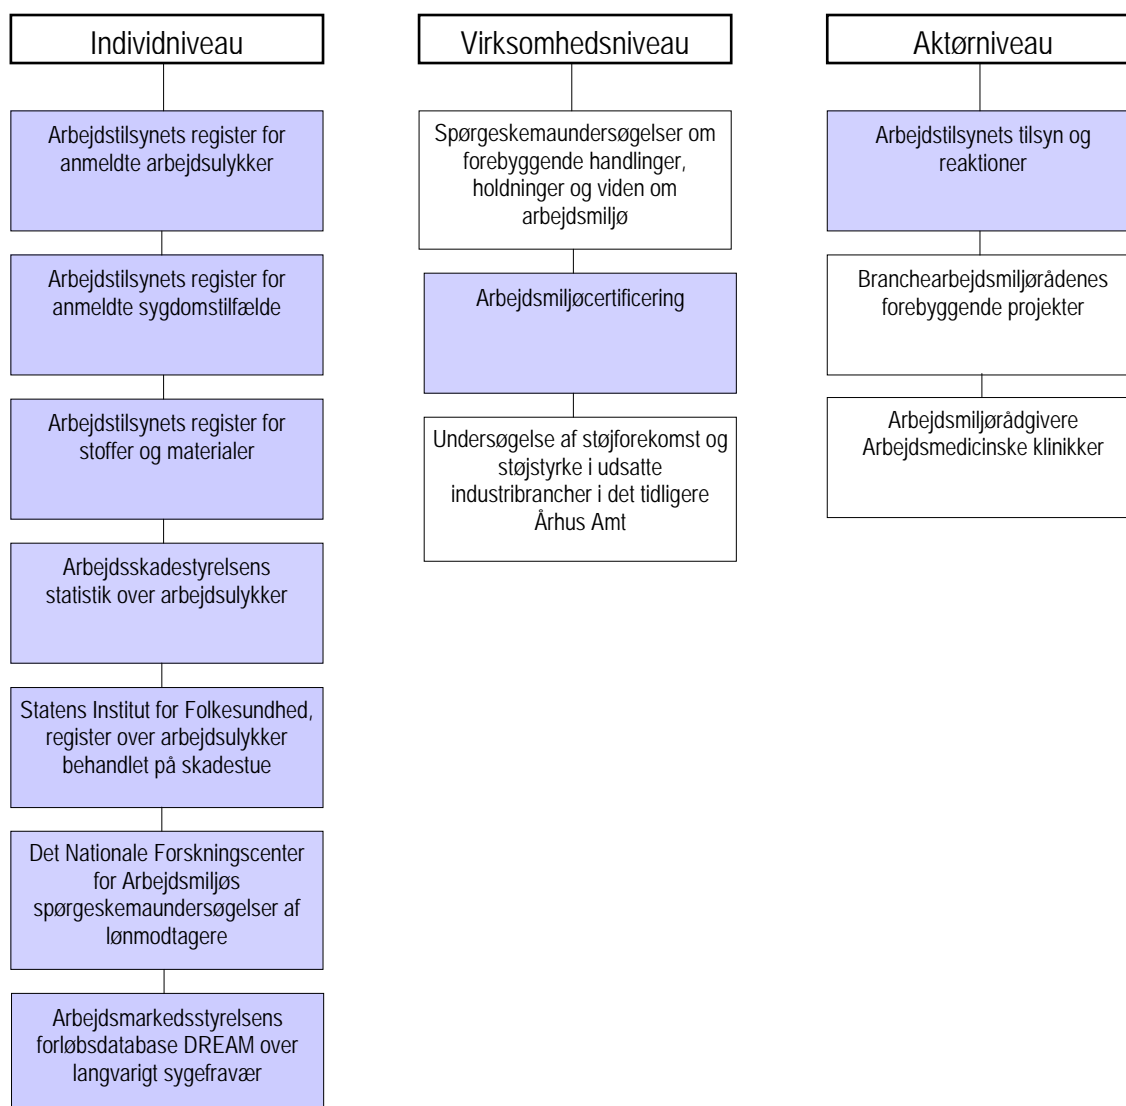 Individniveau
Arbejdstilsynets register for
anmeldte arbejdsulykker
Arbejdstilsynets register for
anmeldte sygdomstilfælde
Arbejdstilsynets register for
stoffer og materialer
Arbejdsskadestyrelsens
statistik over arbejdsulykker
Statens Institut for Folkesundhed,
register over arbejdsulykker
behandlet på skadestue
Det Nationale Forskningscenter
for Arbejdsmiljøs
spørgeskemaundersøgelser af
lønmodtagere
Arbejdsmarkedsstyrelsens
forløbsdatabase DREAM over
langvarigt sygefravær
Virksomhedsniveau
Spørgeskemaundersøgelser om
forebyggende handlinger,
holdninger og viden om
arbejdsmiljø
Arbejdsmiljøcertificering
Undersøgelse af støjforekomst og
støjstyrke i udsatte
industribrancher i det tidligere
Århus Amt
Aktørniveau
Arbejdstilsynets tilsyn og
reaktioner
Branchearbejdsmiljørådenes
forebyggende projekter
Arbejdsmiljørådgivere
Arbejdsmedicinske klinikker